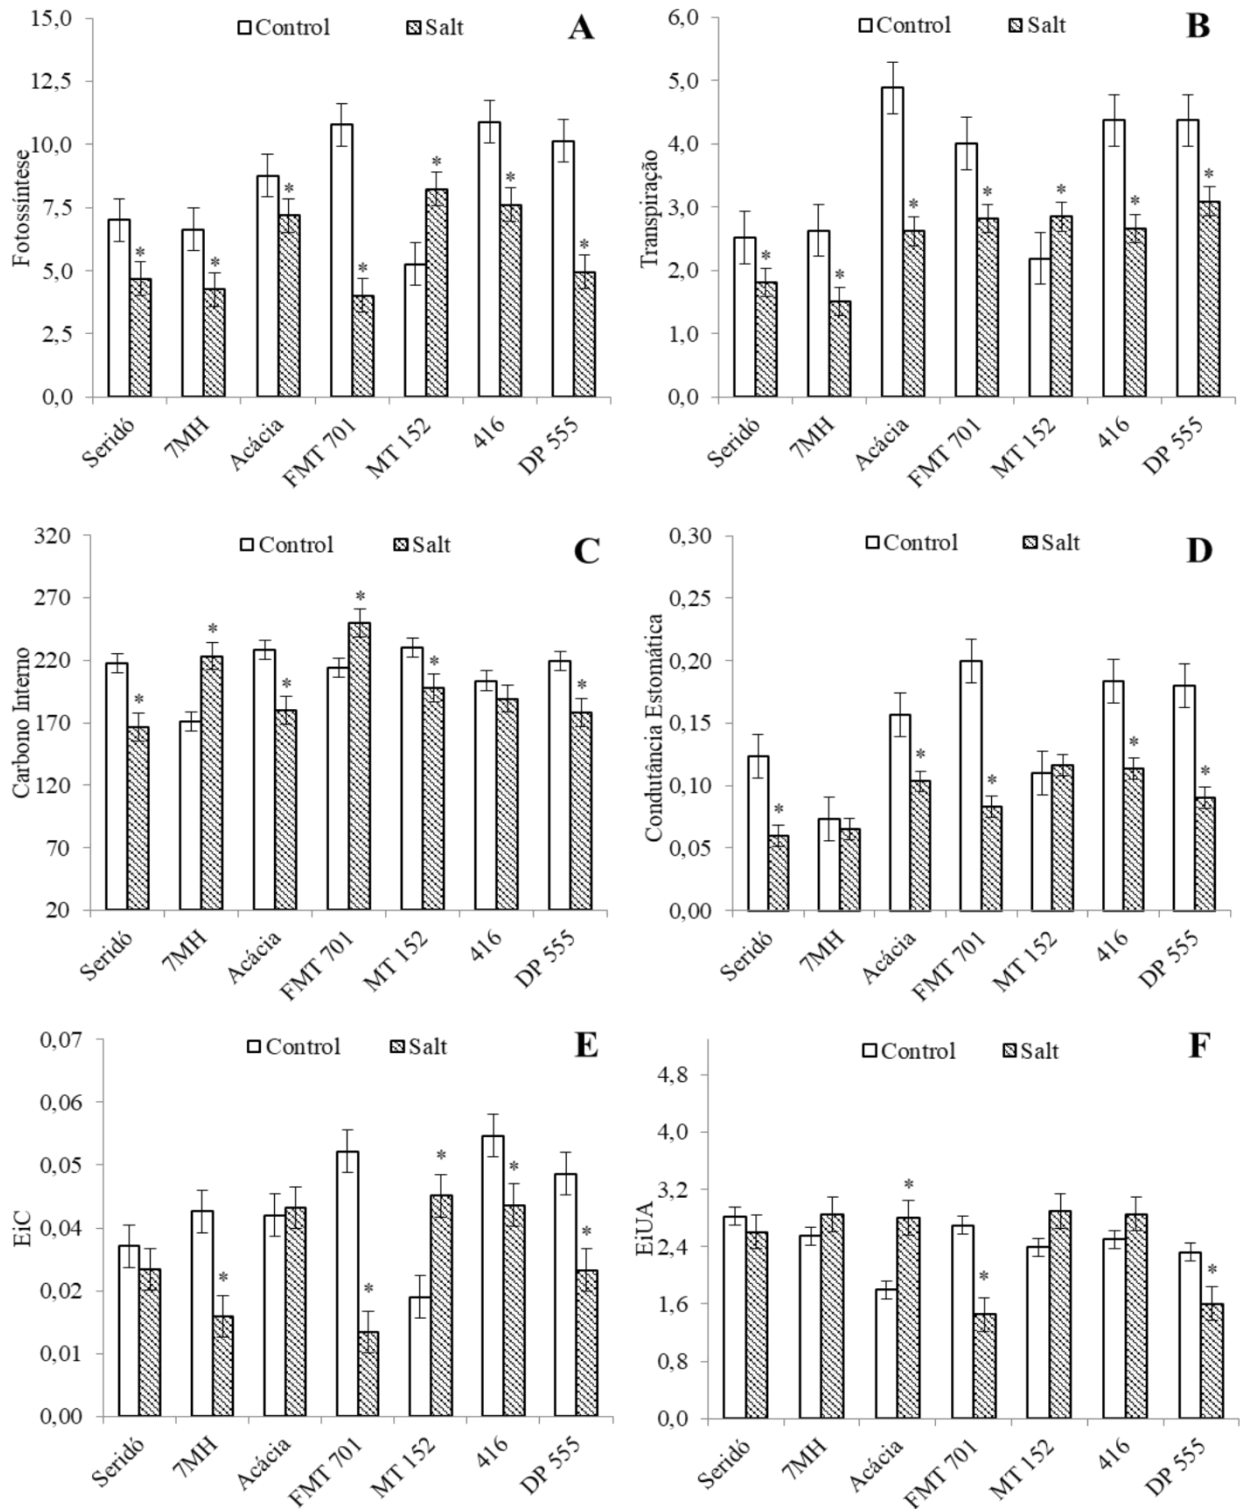 Control Salt A
Fotossíntese
15,0
12,5
10,0
7,5
5,0
2,5
0,0
* * * * * * *
Seridó 7MH Acácia FMT 701 MT 152 416 DP 555
Control Salt B
Transpiração
6,0
5,0
4,0
3,0
2,0
1,0
0,0
* * * * * * *
Seridó 7MH Acácia FMT 701 MT 152 416 DP 555
Control Salt C
Carbono Interno
320
270
220
170
120
70
20
* * * * * *
Seridó 7MH Acácia FMT 701 MT 152 416 DP 555
Control Salt D
Condutância Estomática
0,30
0,25
0,20
0,15
0,10
0,05
0,00
* * * * *
Seridó 7MH Acácia FMT 701 MT 152 416 DP 555
Control Salt E
EiC
0,07
0,06
0,05
0,04
0,02
0,01
0,00
* * * * *
Seridó 7MH Acácia FMT 701 MT 152 416 DP 555
Control Salt F
EiUA
4,8
4,0
3,2
2,4
1,6
0,8
0,0
* * *
Seridó 7MH Acácia FMT 701 MT 152 416 DP 555